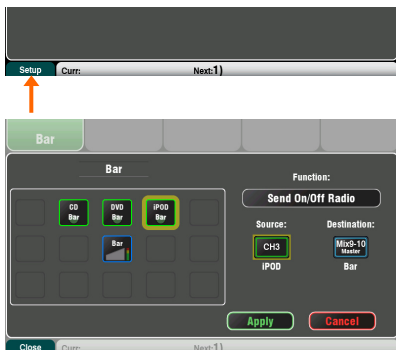 Setup Curr: Next: 1)
Bar
Bar
Function:
Send On/Off Radio
CD
Bar
DVD
Bar
iPOD
Bar
Bar
Source: Destination:
CH3
Mix9-10
Master
iPOD Bar
Apply Cancel
Close Curr: Next: 1)